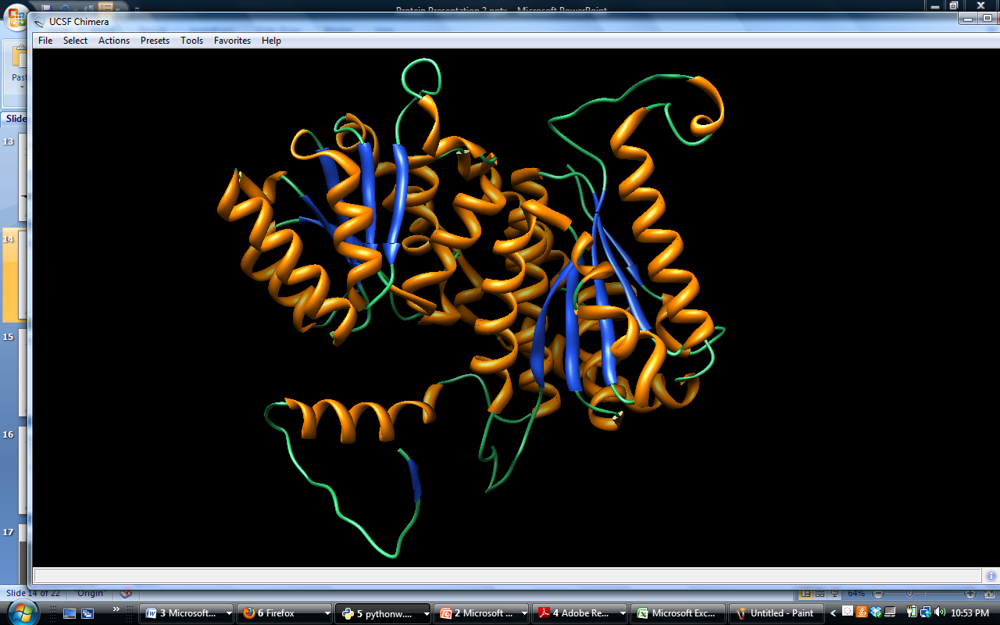 Protein Presentation 2.pptx - Microsoft PowerPoint
UCSF Chimera
File Select Actions Presets Tools Favorites Help
Past
Slide
13
14
15
16
17
Slide 14 of 22 "Origin" 64%
3 Microsoft... 6 Firefox 5 pythonw.... 2 Microsoft ... 4 Adobe Re... Microsoft Exc... Untitled - Paint 10:53 PM